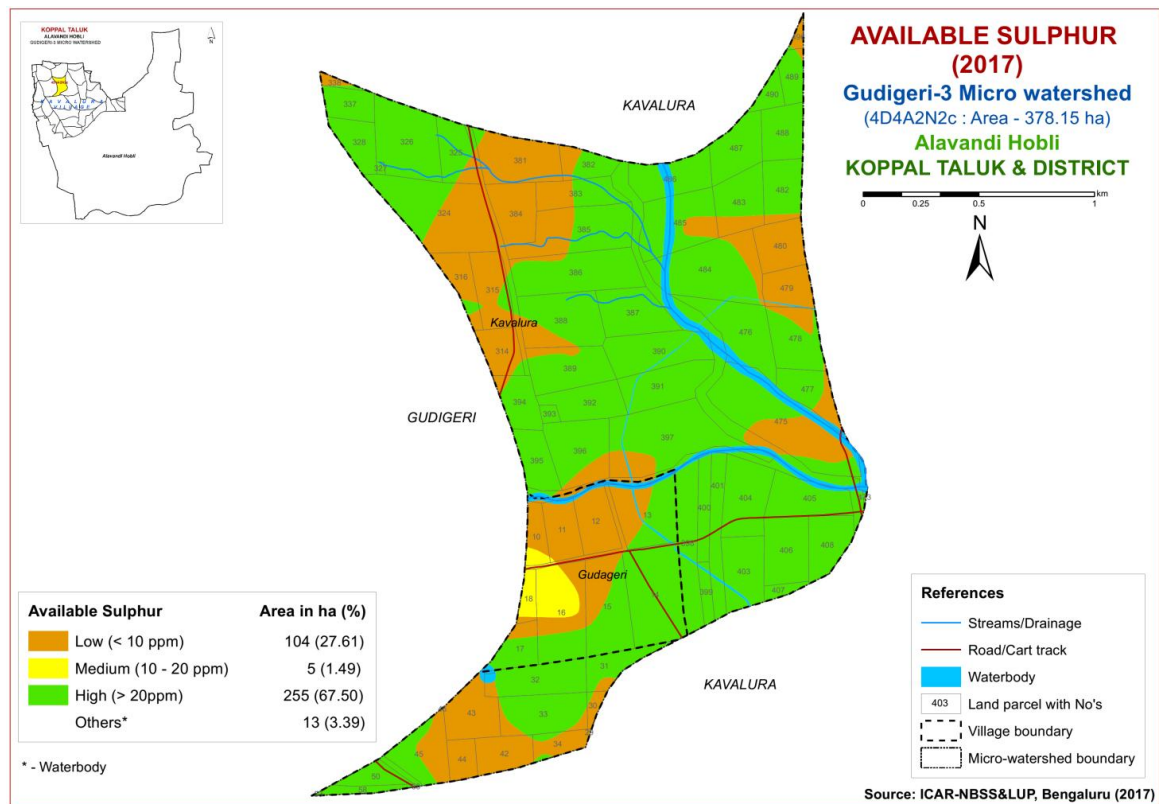 KOPPAL TALUK
ALAVANDI HOBLI
GUDIGERI-3 MICRO WATERSHED
N
KAVALURA
VILLAGE
Alavandi Hobli
AVAILABLE SULPHUR
(2017)
Gudigeri-3 Micro watershed
(4D4A2N2c : Area - 378.15 ha)
Alavandi Hobli
KOPPAL TALUK & DISTRICT
0 0.25 0.5 1 km
N
KAVALURA
489
490
337
328 326 325 381 382 488
487
327 486
383 482
324 384 385 485 483
480
316 386 484
315 479
Kavalura 388 387
476 478
314 390
389 391 477
394 393 392
GUDIGERI
475
396 397
395
401 404 405
10 11 12 13 400
406 408
Gudageri 403
18 16 15 399 407
17
31
32
KAVALURA
43 33 30
45 44 42 34
50
Available Sulphur Area in ha (%)
Low (< 10 ppm) 104 (27.61)
Medium (10 - 20 ppm) 5 (1.49)
High (> 20ppm) 255 (67.50)
Others* 13 (3.39)
* - Waterbody
References
Streams/Drainage
Road/Cart track
Waterbody
403 Land parcel with No's
Village boundary
Micro-watershed boundary
Source: ICAR-NBSS&LUP, Bengaluru (2017)